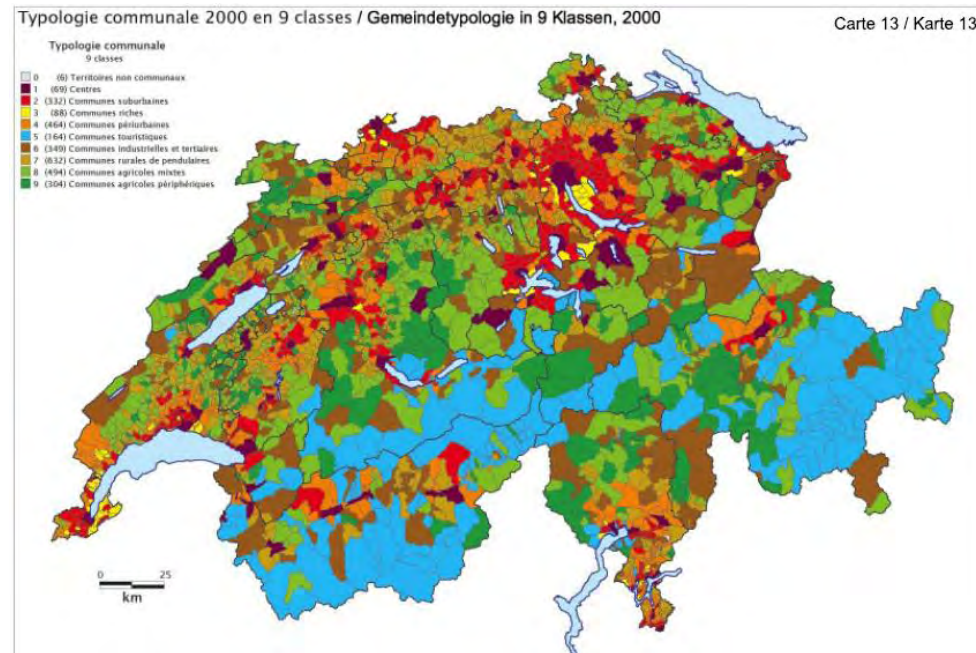 Typologie communale 2000 en 9 classes / Gemeindetypologie in 9 Klassen, 2000
Carte 13 / Karte 13
Typologie communale
9 classes
0 (6) Territoires non communaux
1 (69) Centres
2 (332) Communes suburbaines
3 (88) Communes riches
4 (464) Communes périurbaines
5 (164) Communes touristiques
6 (349) Communes industrielles et tertiaires
7 (632) Communes rurales de pendulaires
8 (494) Communes agricoles mixtes
9 (304) Communes agricoles périphériques
0 25
km